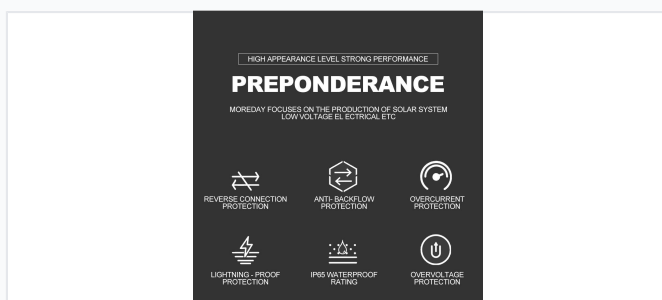 HIGH APPEARANCE LEVEL STRONG PERFORMANCE
PREPONDERANCE
MOREDAY FOCUSES ON THE PRODUCTION OF SOLAR SYSTEM
LOW VOLTAGE EL ECTRICAL ETC
REVERSE CONNECTION
PROTECTION
ANTI- BACKFLOW
PROTECTION
OVERCURRENT
PROTECTION
LIGHTNING - PROOF
PROTECTION
IP65 WATERPROOF
RATING
OVERVOLTAGE
PROTECTION